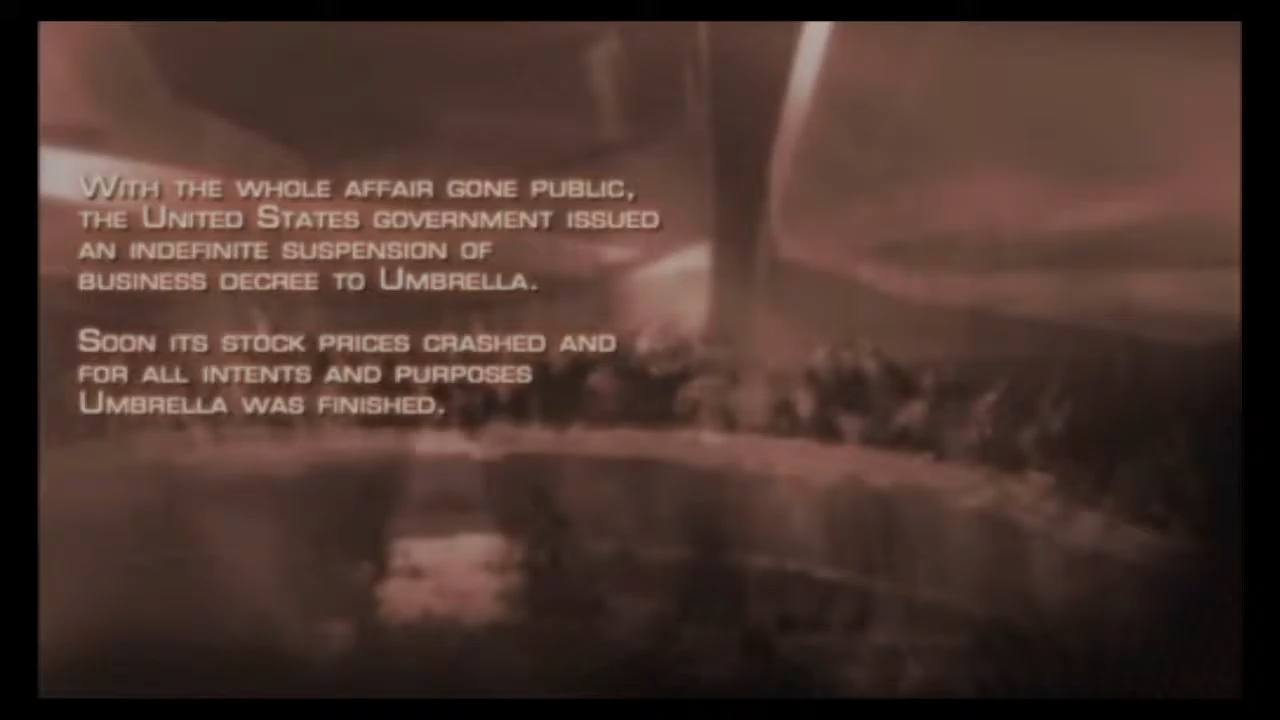 With the whole affair gone public,
the United States government issued
an indefinite suspension of
business decree to Umbrella.
Soon its stock prices crashed and
for all intents and purposes
Umbrella was finished.